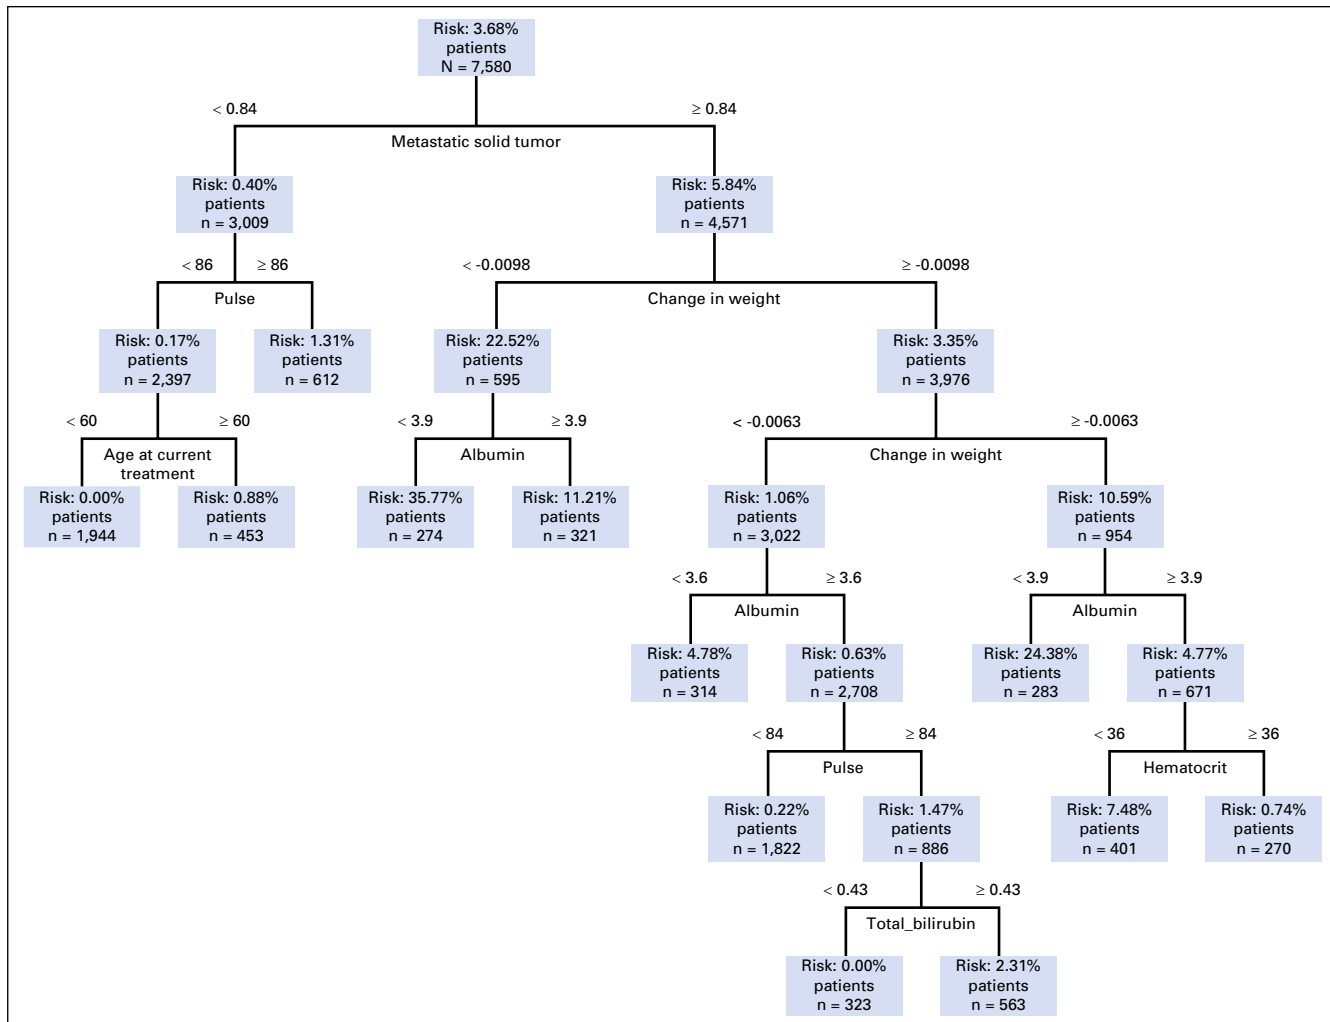 Risk: 3.68%
patients
N = 7,580
< 0.84
≥ 0.84
Metastatic solid tumor
Risk: 0.40%
patients
n = 3,009
Risk: 5.84%
patients
n = 4,571
< 86
≥ 86
Pulse
< -0.0098
≥ -0.0098
Change in weight
Risk: 0.17%
patients
n = 2,397
Risk: 1.31%
patients
n = 612
Risk: 22.52%
patients
n = 595
Risk: 3.35%
patients
n = 3,976
< 60
≥ 60
Age at current
treatment
< 3.9
≥ 3.9
Albumin
< -0.0063
≥ -0.0063
Change in weight
Risk: 0.00%
patients
n = 1,944
Risk: 0.88%
patients
n = 453
Risk: 35.77%
patients
n = 274
Risk: 11.21%
patients
n = 321
Risk: 1.06%
patients
n = 3,022
Risk: 10.59%
patients
n = 954
< 3.6
≥ 3.6
Albumin
< 3.9
≥ 3.9
Albumin
Risk: 4.78%
patients
n = 314
Risk: 0.63%
patients
n = 2,708
Risk: 24.38%
patients
n = 283
Risk: 4.77%
patients
n = 671
< 84
≥ 84
Pulse
< 36
≥ 36
Hematocrit
Risk: 0.22%
patients
n = 1,822
Risk: 1.47%
patients
n = 886
Risk: 7.48%
patients
n = 401
Risk: 0.74%
patients
n = 270
< 0.43
≥ 0.43
Total_bilirubin
Risk: 0.00%
patients
n = 323
Risk: 2.31%
patients
n = 563